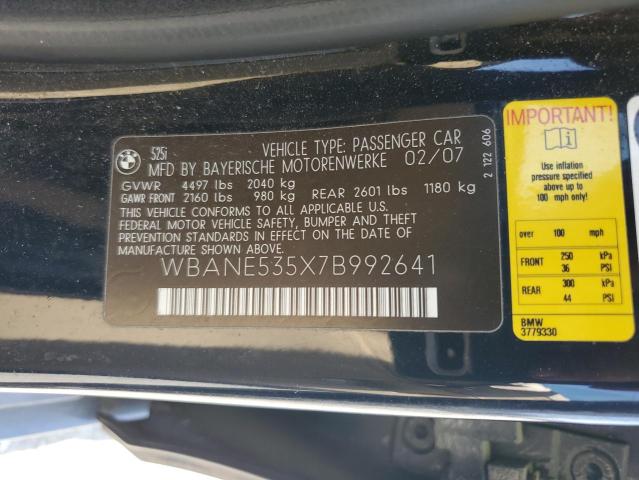 BMW
525i
VEHICLE TYPE: PASSENGER CAR
MFD BY BAYERISCHE MOTORENWERKE 02/07
GVWR 4497 lbs 2040 kg
GAWR FRONT 2160 lbs 980 kg REAR 2601 lbs 1180 kg
THIS VEHICLE CONFORMS TO ALL APPLICABLE U.S.
FEDERAL MOTOR VEHICLE SAFETY, BUMPER AND THEFT
PREVENTION STANDARDS IN EFFECT ON THE DATE OF
MANUFACTURE SHOWN ABOVE.
WBANE535X7B992641
2 122 606
IMPORTANT!
Use this inflation
pressure specified
for up to
100 mph only!
over 100 mph
FRONT 250 kPa
36 PSI
REAR 300 kPa
44 PSI
BMW
3779330